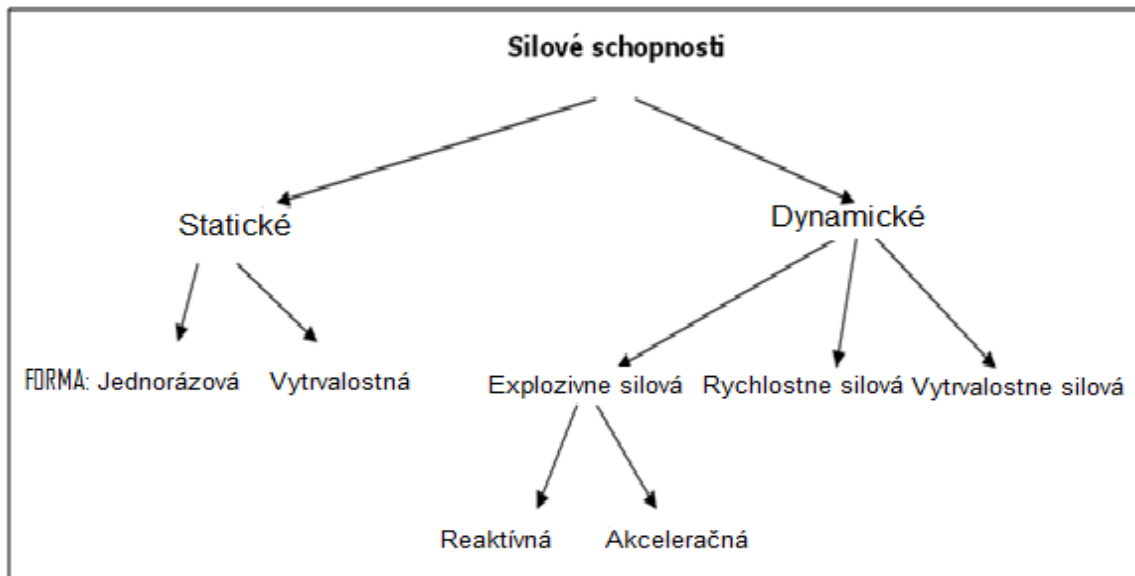 Silové schopnosti
Statické Dynamické
FORMA: Jednorázová Vytrvalostná Explozivne silová Rychlostne silová Vytrvalostne silová
Reaktívná Akceleračná